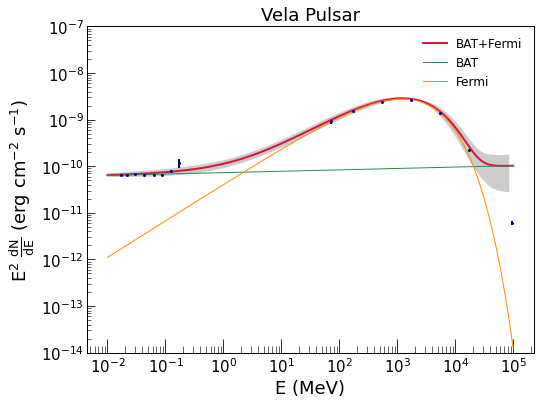 Vela Pulsar
E² dN/dE (erg cm⁻² s⁻¹)
10⁻⁷
10⁻⁸
10⁻⁹
10⁻¹⁰
10⁻¹¹
10⁻¹²
10⁻¹³
10⁻¹⁴
BAT+Fermi
BAT
Fermi
10⁻² 10⁻¹ 10⁰ 10¹ 10² 10³ 10⁴ 10⁵
E (MeV)